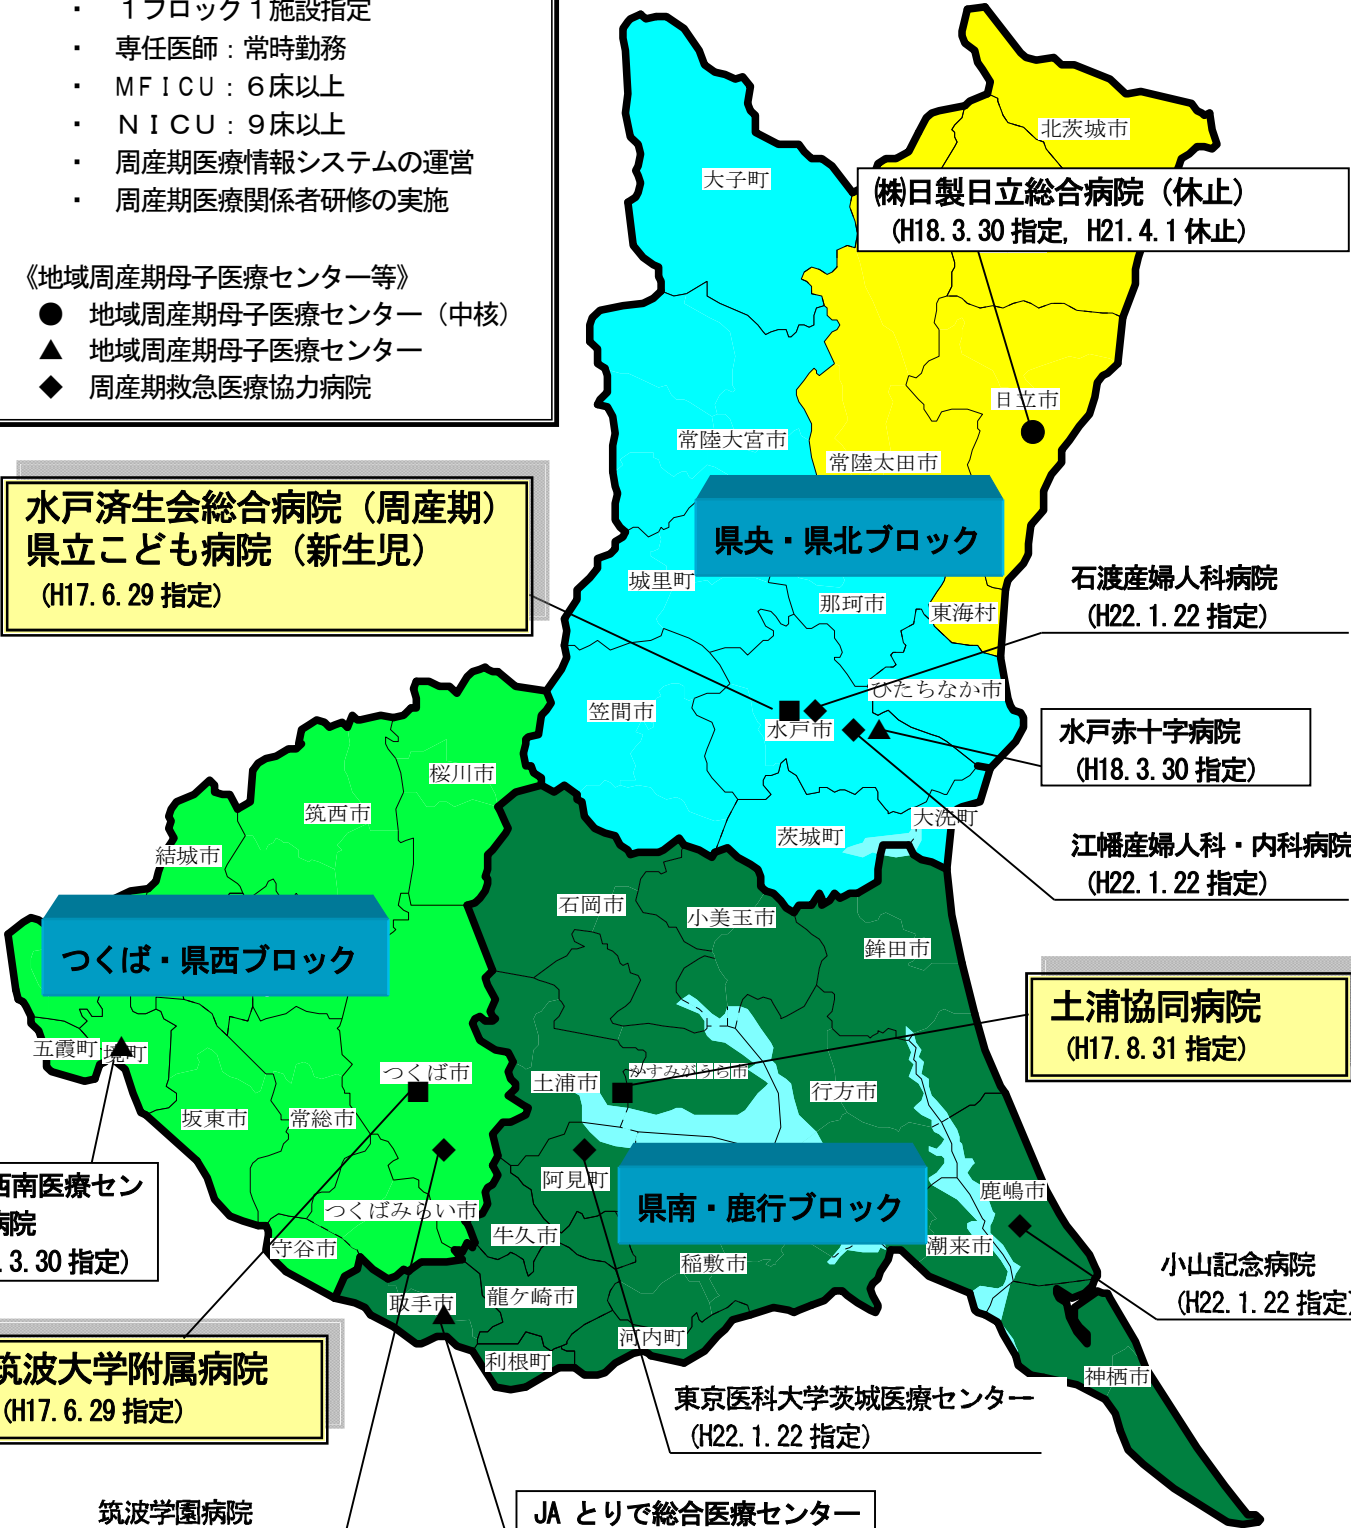 ・ １ブロック１施設指定
・ 専任医師：常時勤務
・ ＭＦＩＣＵ：６床以上
・ ＮＩＣＵ：９床以上
・ 周産期医療情報システムの運営
・ 周産期医療関係者研修の実施
《地域周産期母子医療センター等》
● 地域周産期母子医療センター（中核）
▲ 地域周産期母子医療センター
◆ 周産期救急医療協力病院
北茨城市
大子町
㈱日製日立総合病院（休止）
(H18.3.30 指定, H21.4.1 休止)
日立市
常陸大宮市
常陸太田市
水戸済生会総合病院（周産期）
県立こども病院（新生児）
(H17.6.29 指定)
県央・県北ブロック
城里町
那珂市
東海村
石渡産婦人科病院
(H22.1.22 指定)
ひたちなか市
笠間市
水戸市
水戸赤十字病院
(H18.3.30 指定)
桜川市
筑西市
茨城町
大洗町
結城市
江幡産婦人科・内科病院
(H22.1.22 指定)
石岡市
小美玉市
鉾田市
つくば・県西ブロック
土浦協同病院
(H17.8.31 指定)
五霞町
境町
つくば市
土浦市
かすみがうら市
行方市
坂東市
常総市
西南医療セン
病院
.3.30 指定)
阿見町
鹿嶋市
県南・鹿行ブロック
つくばみらい市
牛久市
守谷市
潮来市
稲敷市
小山記念病院
(H22.1.22 指定)
取手市
龍ケ崎市
河内町
利根町
神栖市
筑波大学附属病院
(H17.6.29 指定)
東京医科大学茨城医療センター
(H22.1.22 指定)
筑波学園病院
JA とりで総合医療センター